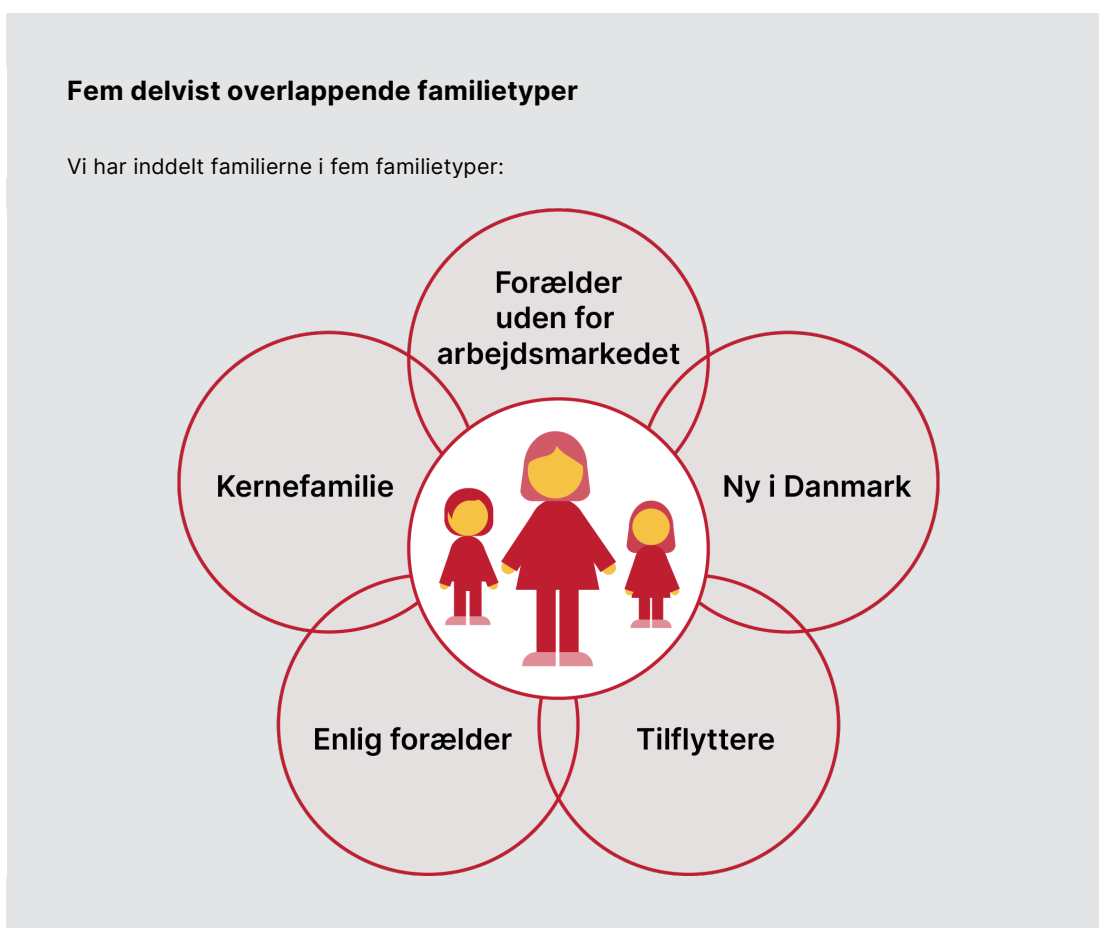 Fem delvist overlappende familietyper
Vi har inddelt familierne i fem familietyper:
Forælder
uden for
arbejdsmarkedet
Kernefamilie
Ny i Danmark
Enlig forælder
Tilflyttere